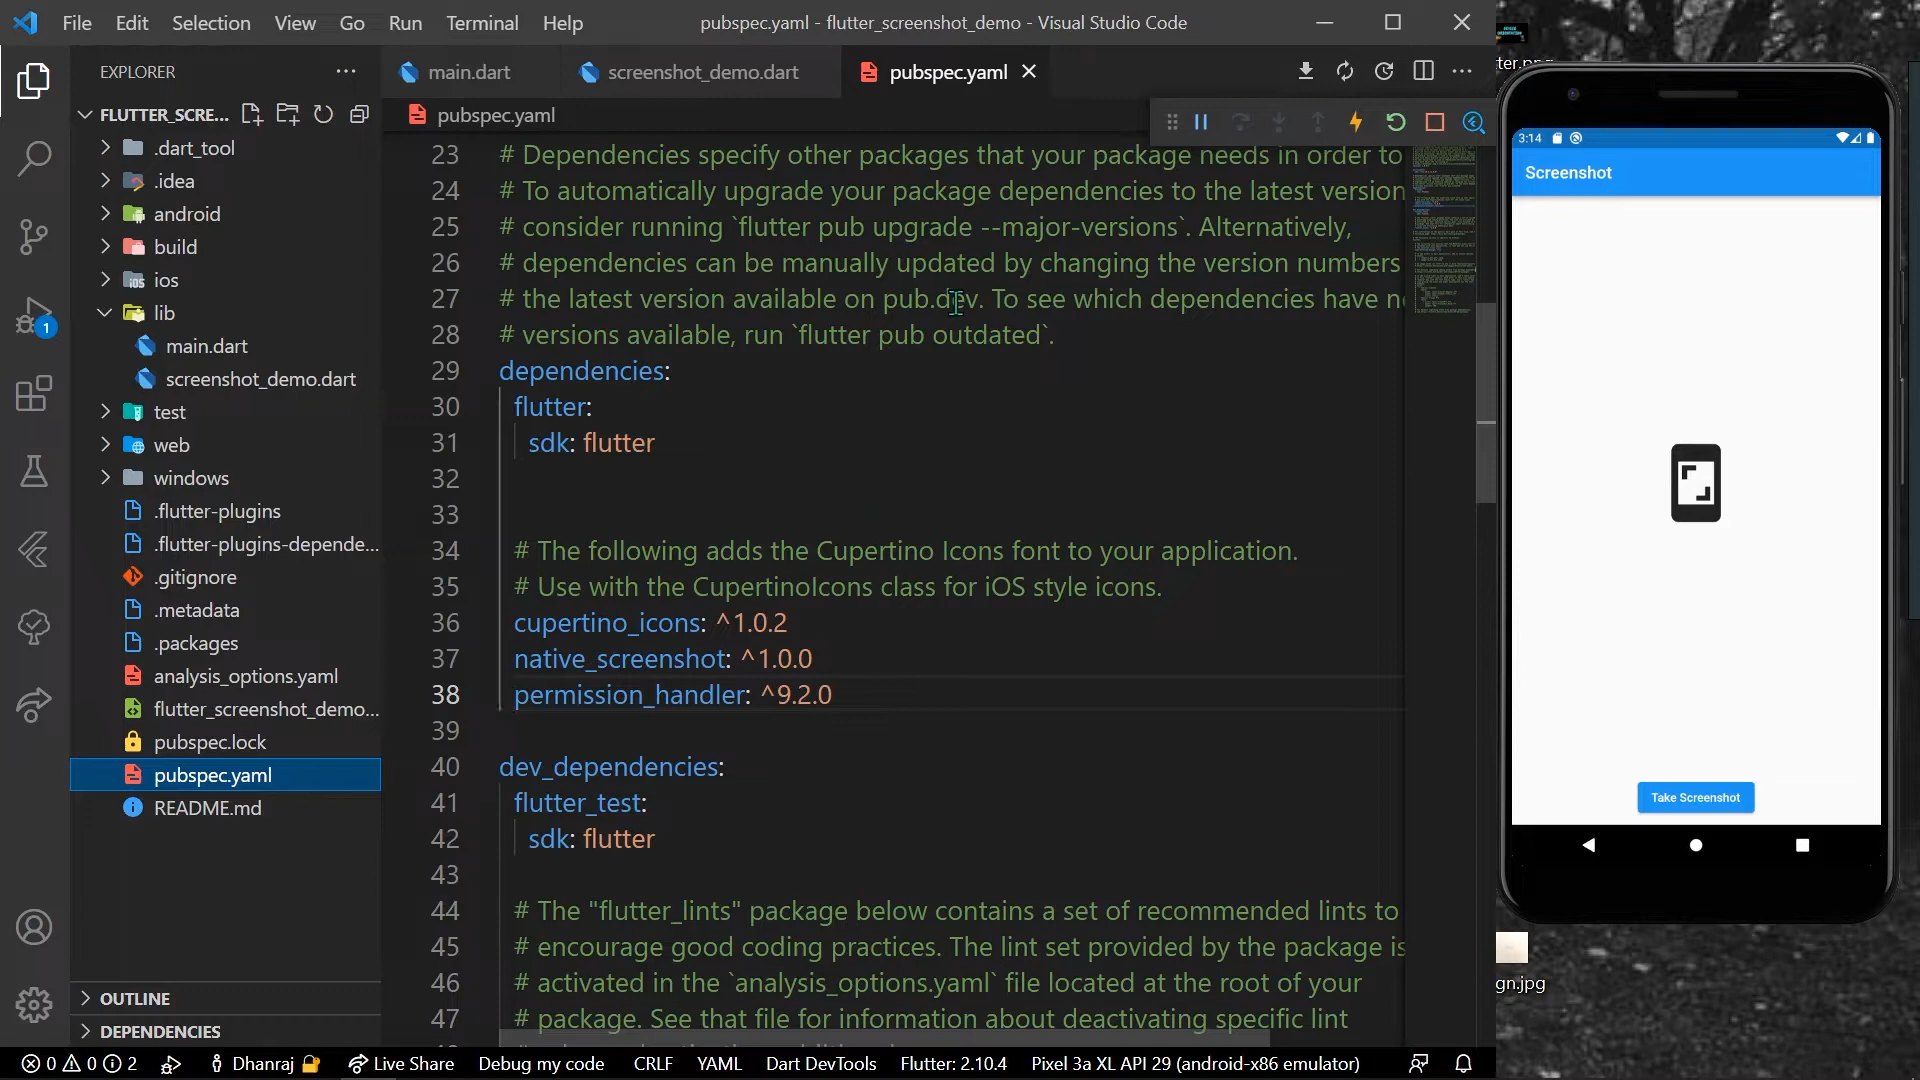 File Edit Selection View Go Run Terminal Help
pubspec.yaml - flutter_screenshot_demo - Visual Studio Code
EXPLORER
FLUTTER_SCRE...
.dart_tool
.idea
android
build
ios
lib
main.dart
screenshot_demo.dart
test
web
windows
.flutter-plugins
.flutter-plugins-depende...
.gitignore
.metadata
.packages
analysis_options.yaml
flutter_screenshot_demo...
pubspec.lock
pubspec.yaml
README.md
OUTLINE
DEPENDENCIES
1
main.dart screenshot_demo.dart pubspec.yaml
pubspec.yaml
23 # Dependencies specify other packages that your package needs in order to
24 # To automatically upgrade your package dependencies to the latest version
25 # consider running `flutter pub upgrade --major-versions`. Alternatively,
26 # dependencies can be manually updated by changing the version numbers
27 # the latest version available on pub.dev. To see which dependencies have
28 # versions available, run `flutter pub outdated`.
29 dependencies:
30 flutter:
31 sdk: flutter
32
33
34 # The following adds the Cupertino Icons font to your application.
35 # Use with the CupertinoIcons class for iOS style icons.
36 cupertino_icons: ^1.0.2
37 native_screenshot: ^1.0.0
38 permission_handler: ^9.2.0
39
40 dev_dependencies:
41 flutter_test:
42 sdk: flutter
43
44 # The "flutter_lints" package below contains a set of recommended lints to
45 # encourage good coding practices. The lint set provided by the package is
46 # activated in the `analysis_options.yaml` file located at the root of your
47 # package. See that file for information about deactivating specific lint
0 0 2 Dhanraj Live Share Debug my code CRLF YAML Dart DevTools Flutter: 2.10.4 Pixel 3a XL API 29 (android-x86 emulator)
3:14
Screenshot
Take Screenshot
gn.jpg